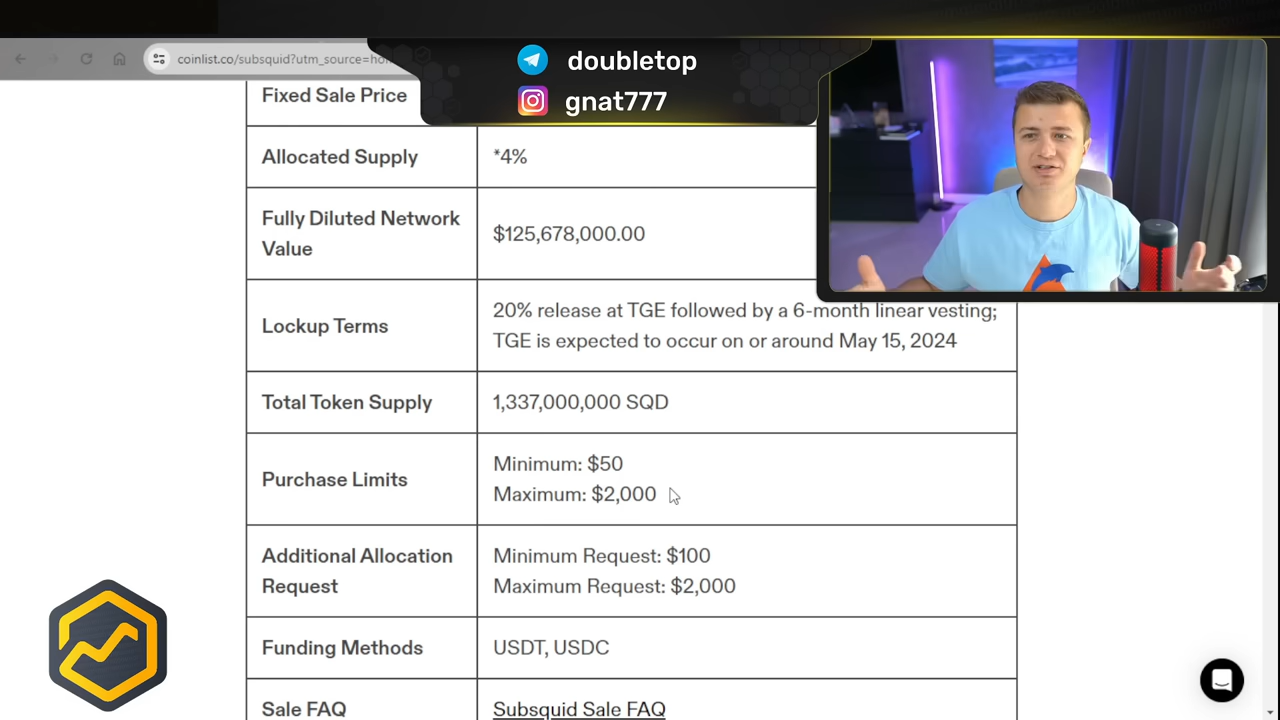 coinlist.co/subsquid?utm_source=ho
doubletop
gnat777
Fixed Sale Price
Allocated Supply
*4%
Fully Diluted Network
Value
$125,678,000.00
Lockup Terms
20% release at TGE followed by a 6-month linear vesting;
TGE is expected to occur on or around May 15, 2024
Total Token Supply
1,337,000,000 SQD
Purchase Limits
Minimum: $50
Maximum: $2,000
Additional Allocation
Request
Minimum Request: $100
Maximum Request: $2,000
Funding Methods
USDT, USDC
Sale FAQ
Subsquid Sale FAQ